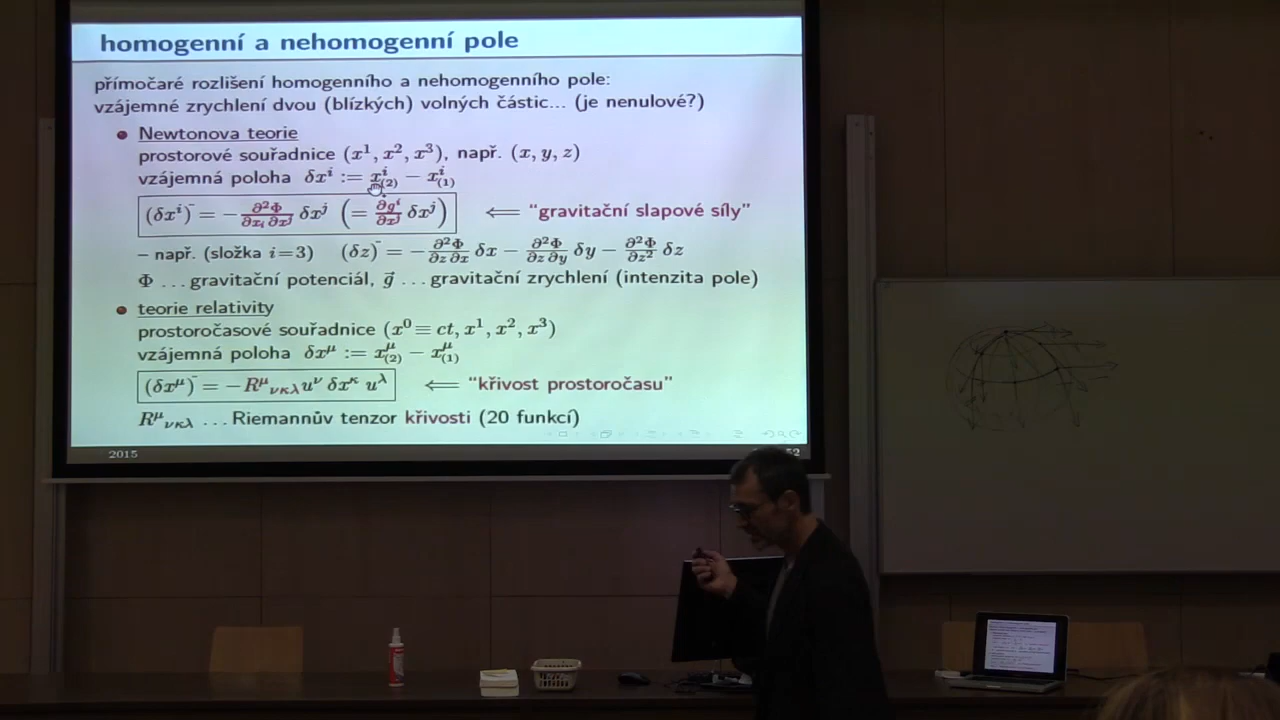 homogenní a nehomogenní pole
přímočaré rozlišení homogenního a nehomogenního pole:
vzájemné zrychlení dvou (blízkých) volných částic... (je nenulové?)
Newtonova teorie
prostorové souřadnice (x¹, x², x³), např. (x, y, z)
vzájemná poloha δxⁱ := xⁱ₍₂₎ − xⁱ₍₁₎
(δxⁱ)¨ = −∂²Φ/∂xᵢ∂xʲ δxʲ (= ∂gⁱ/∂xʲ δxʲ) ⟸ "gravitační slapové síly"
– např. (složka i=3) (δz)¨ = −∂²Φ/∂z∂x δx − ∂²Φ/∂z∂y δy − ∂²Φ/∂z² δz
Φ ... gravitační potenciál, g⃗ ... gravitační zrychlení (intenzita pole)
teorie relativity
prostoročasové souřadnice (x⁰ ≡ ct, x¹, x², x³)
vzájemná poloha δx^μ := x^μ₍₂₎ − x^μ₍₁₎
(δx^μ)¨ = −R^μ_νκλ u^ν δx^κ u^λ ⟸ "křivost prostoročasu"
R^μ_νκλ ... Riemannův tenzor křivosti (20 funkcí)
2015 52